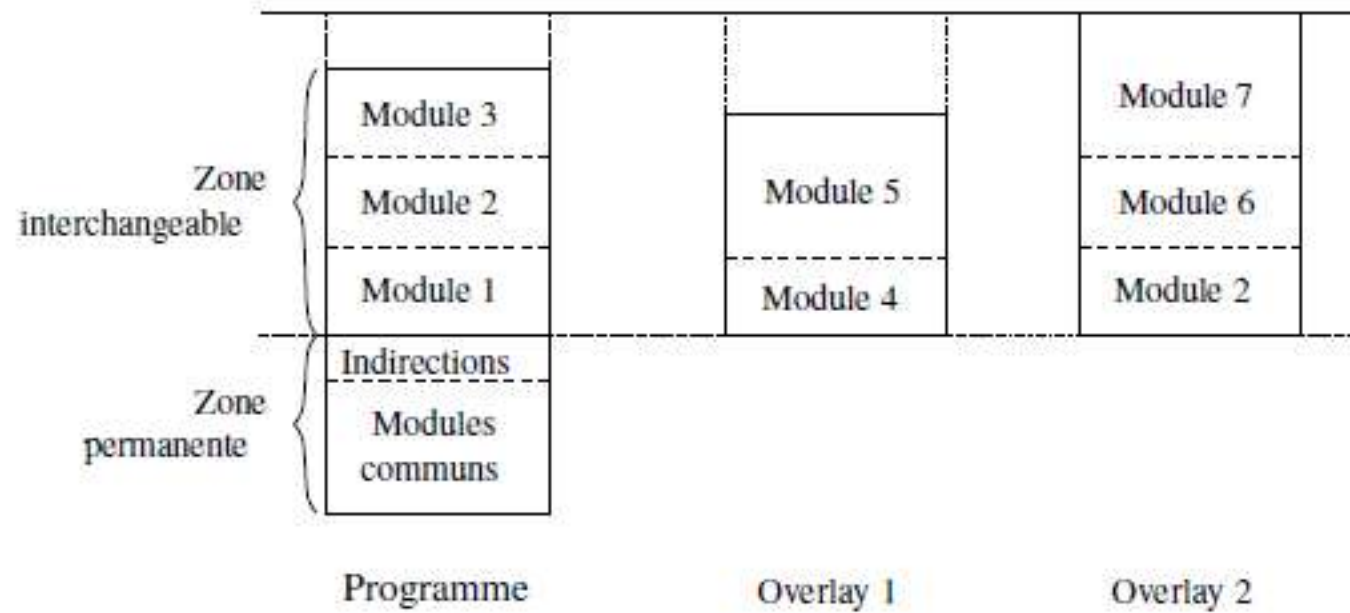 Module 3
Module 2
Module 1
Indirections
Modules
communs
Zone
interchangeable
Zone
permanente
Programme
Module 5
Module 4
Overlay 1
Module 7
Module 6
Module 2
Overlay 2